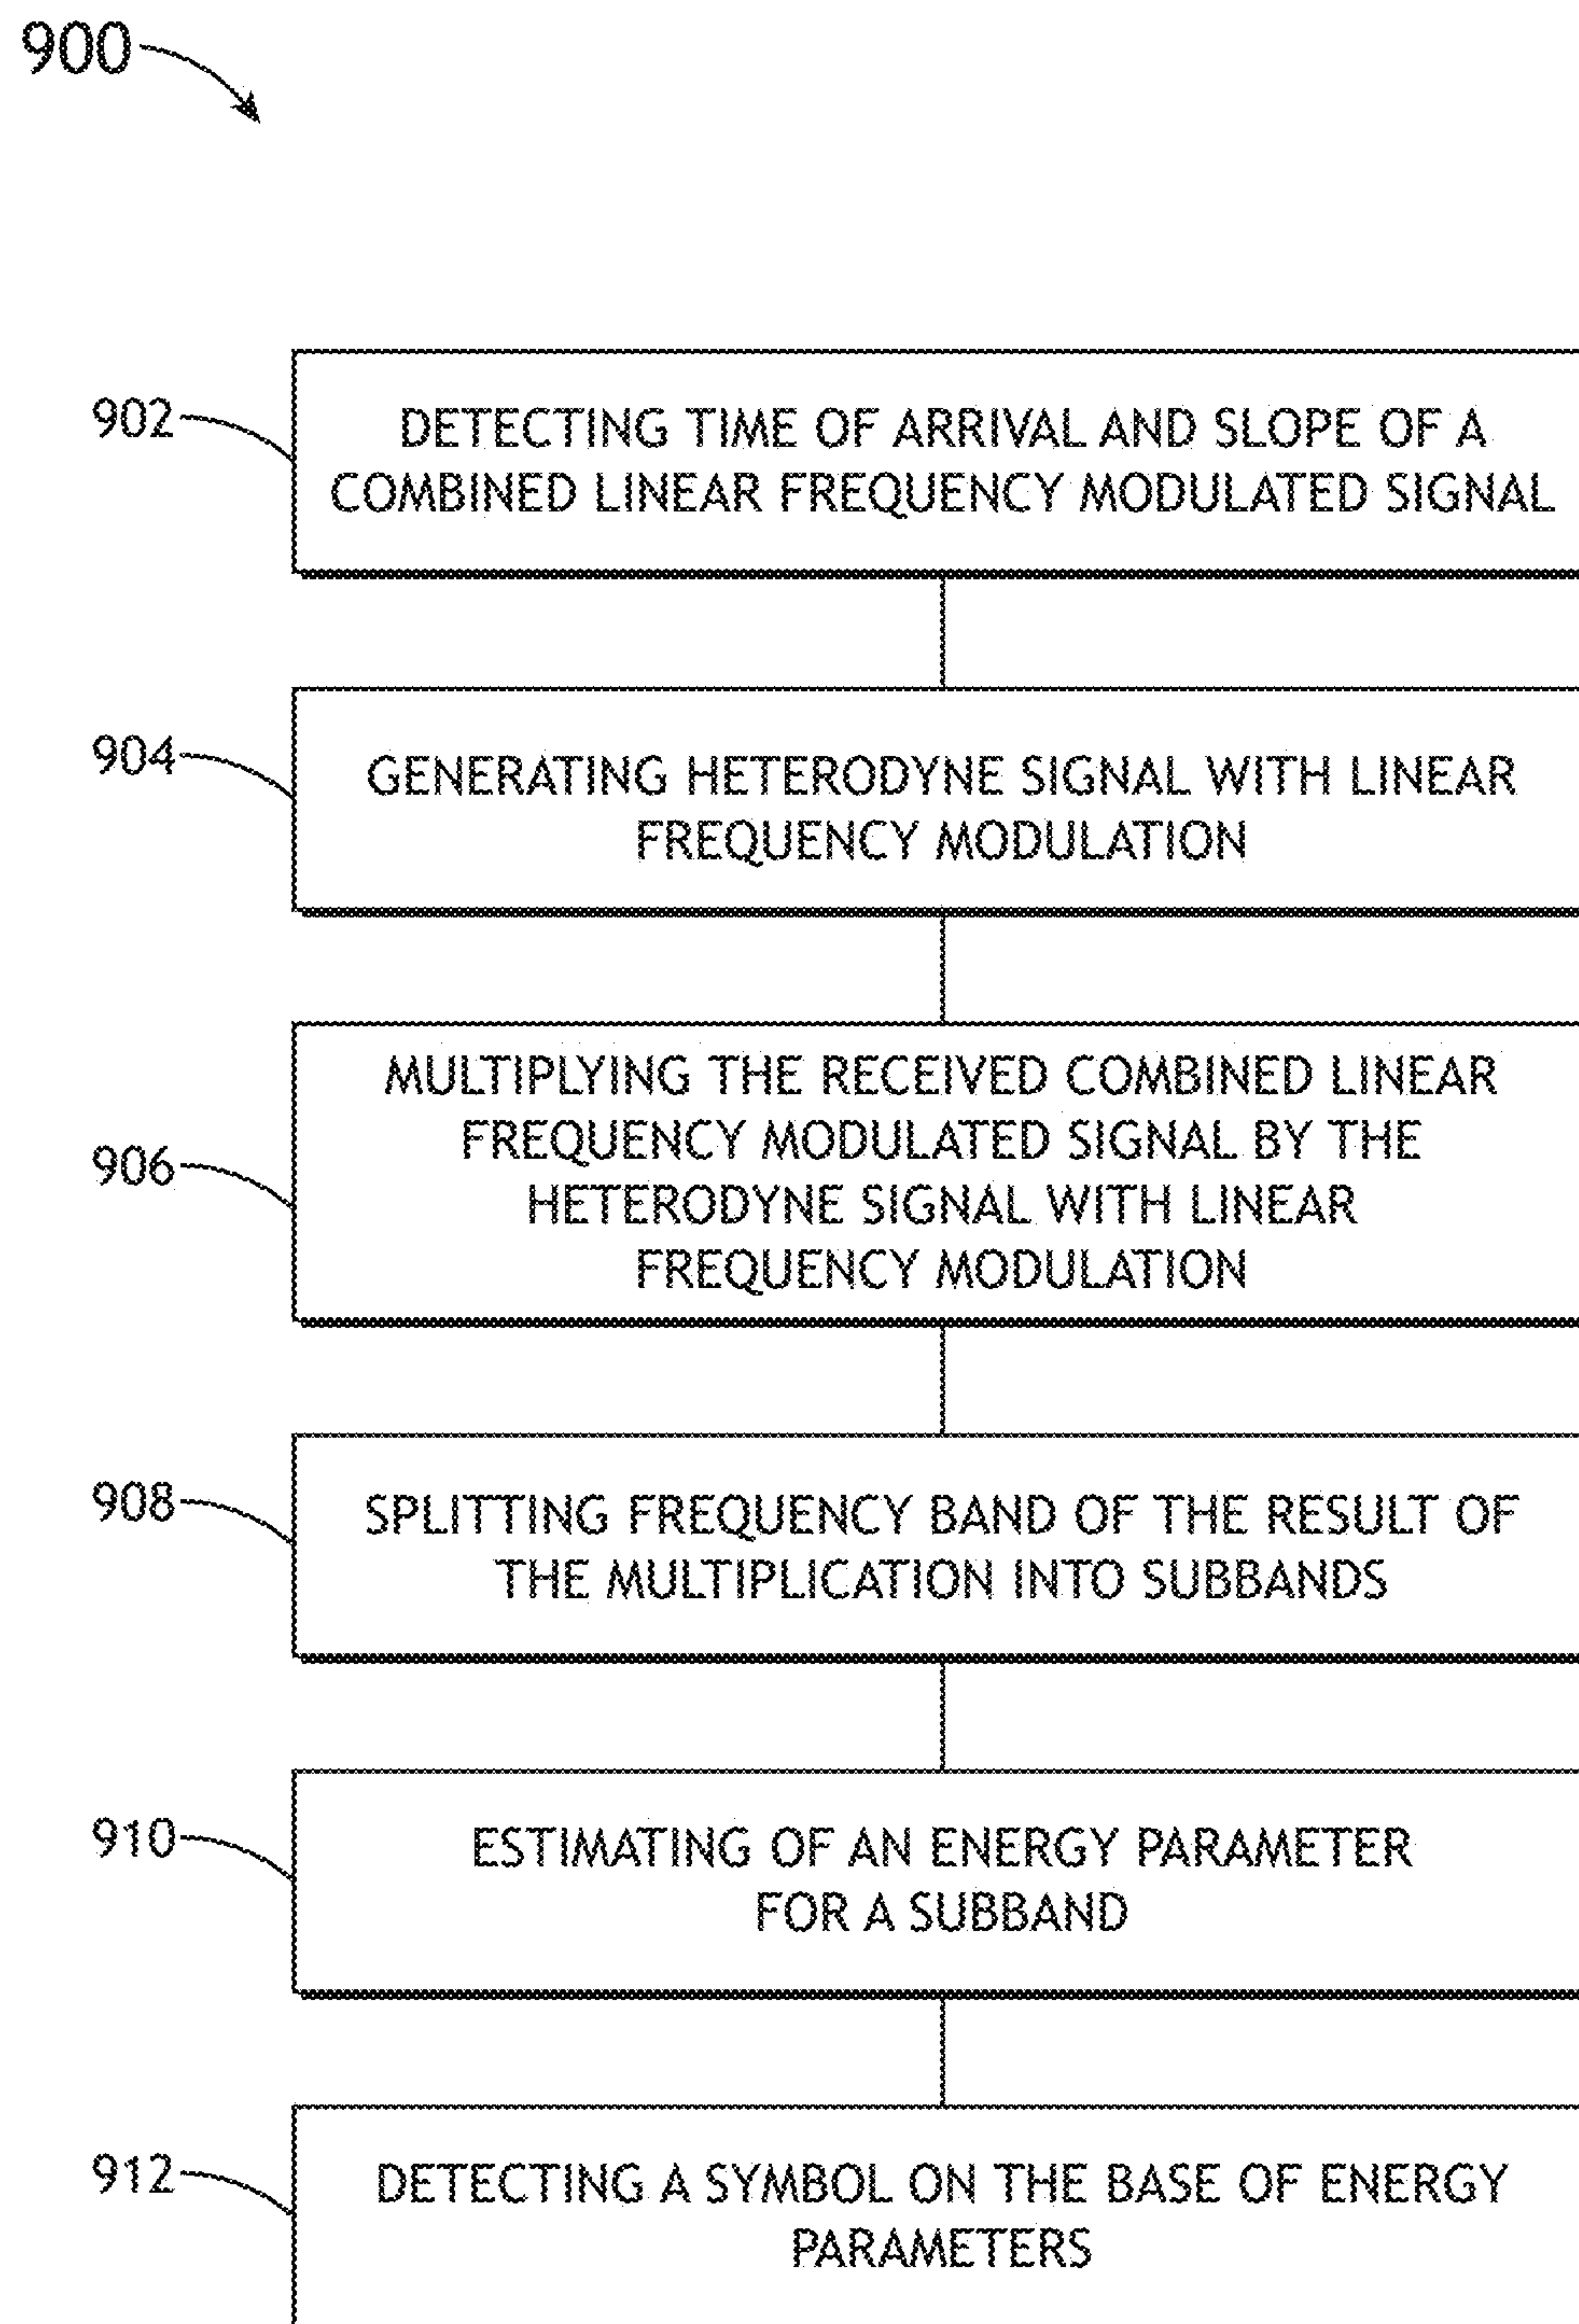 900
902
DETECTING TIME OF ARRIVAL AND SLOPE OF A
COMBINED LINEAR FREQUENCY MODULATED SIGNAL
904
GENERATING HETERODYNE SIGNAL WITH LINEAR
FREQUENCY MODULATION
906
MULTIPLYING THE RECEIVED COMBINED LINEAR
FREQUENCY MODULATED SIGNAL BY THE
HETERODYNE SIGNAL WITH LINEAR
FREQUENCY MODULATION
908
SPLITTING FREQUENCY BAND OF THE RESULT OF
THE MULTIPLICATION INTO SUBBANDS
910
ESTIMATING OF AN ENERGY PARAMETER
FOR A SUBBAND
912
DETECTING A SYMBOL ON THE BASE OF ENERGY
PARAMETERS